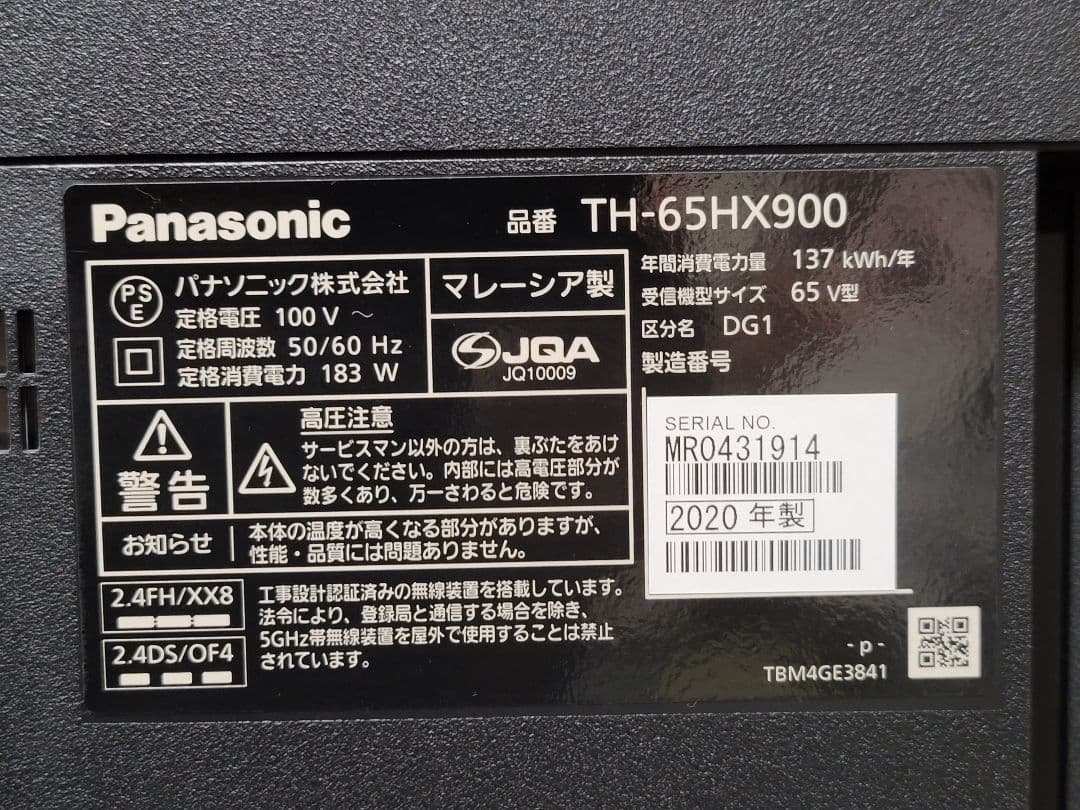 Panasonic
品番 TH-65HX900
PSE
パナソニック株式会社
定格電圧 100 V ～
定格周波数 50/60 Hz
定格消費電力 183 W
マレーシア製
JQA
JQ10009
年間消費電力量 137 kWh/年
受信機型サイズ 65 V型
区分名 DG1
製造番号
SERIAL NO.
MR0431914
2020 年製
警告
高圧注意
サービスマン以外の方は、裏ぶたをあけ
ないでください。内部には高電圧部分が
数多くあり、万一さわると危険です。
お知らせ
本体の温度が高くなる部分がありますが、
性能・品質には問題ありません。
2.4FH/XX8
2.4DS/OF4
工事設計認証済みの無線装置を搭載しています。
法令により、登録局と通信する場合を除き、
5GHz帯無線装置を屋外で使用することは禁止
されています。
- p -
TBM4GE3841